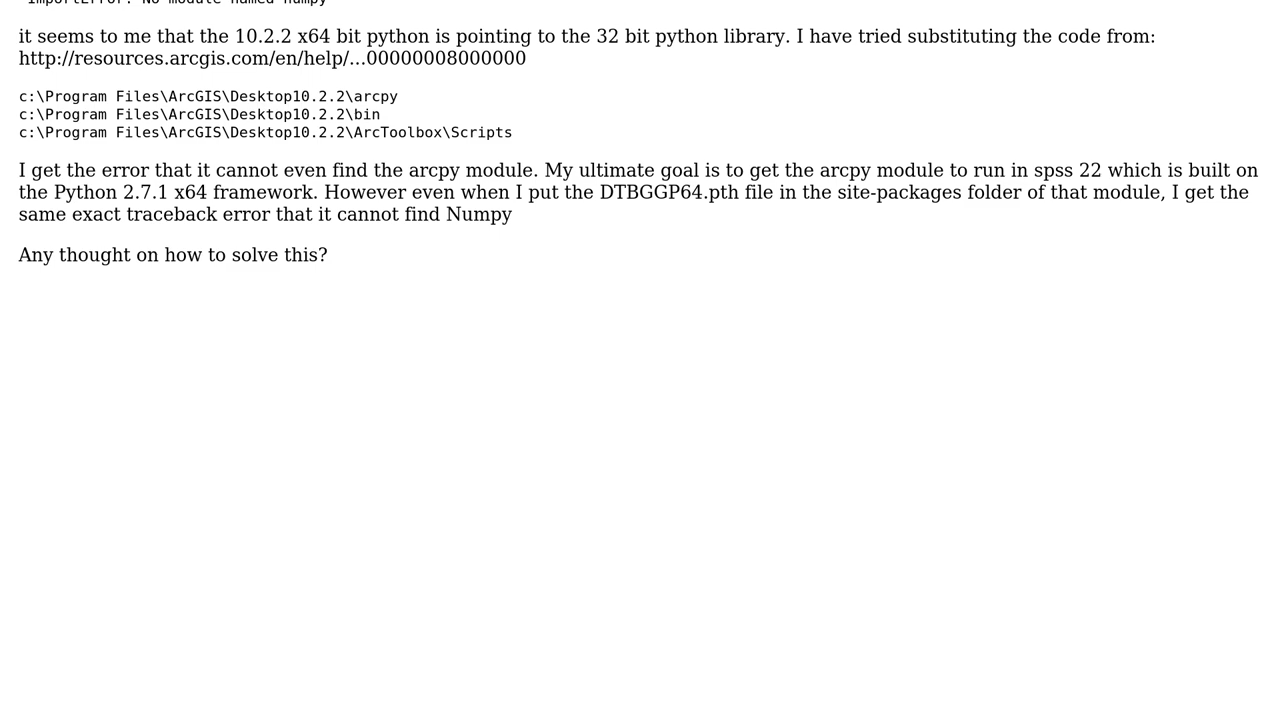 ImportError: No module named numpy
it seems to me that the 10.2.2 x64 bit python is pointing to the 32 bit python library. I have tried substituting the code from:
http://resources.arcgis.com/en/help/...00000008000000
c:\Program Files\ArcGIS\Desktop10.2.2\arcpy
c:\Program Files\ArcGIS\Desktop10.2.2\bin
c:\Program Files\ArcGIS\Desktop10.2.2\ArcToolbox\Scripts
I get the error that it cannot even find the arcpy module. My ultimate goal is to get the arcpy module to run in spss 22 which is built on
the Python 2.7.1 x64 framework. However even when I put the DTBGGP64.pth file in the site-packages folder of that module, I get the
same exact traceback error that it cannot find Numpy
Any thought on how to solve this?